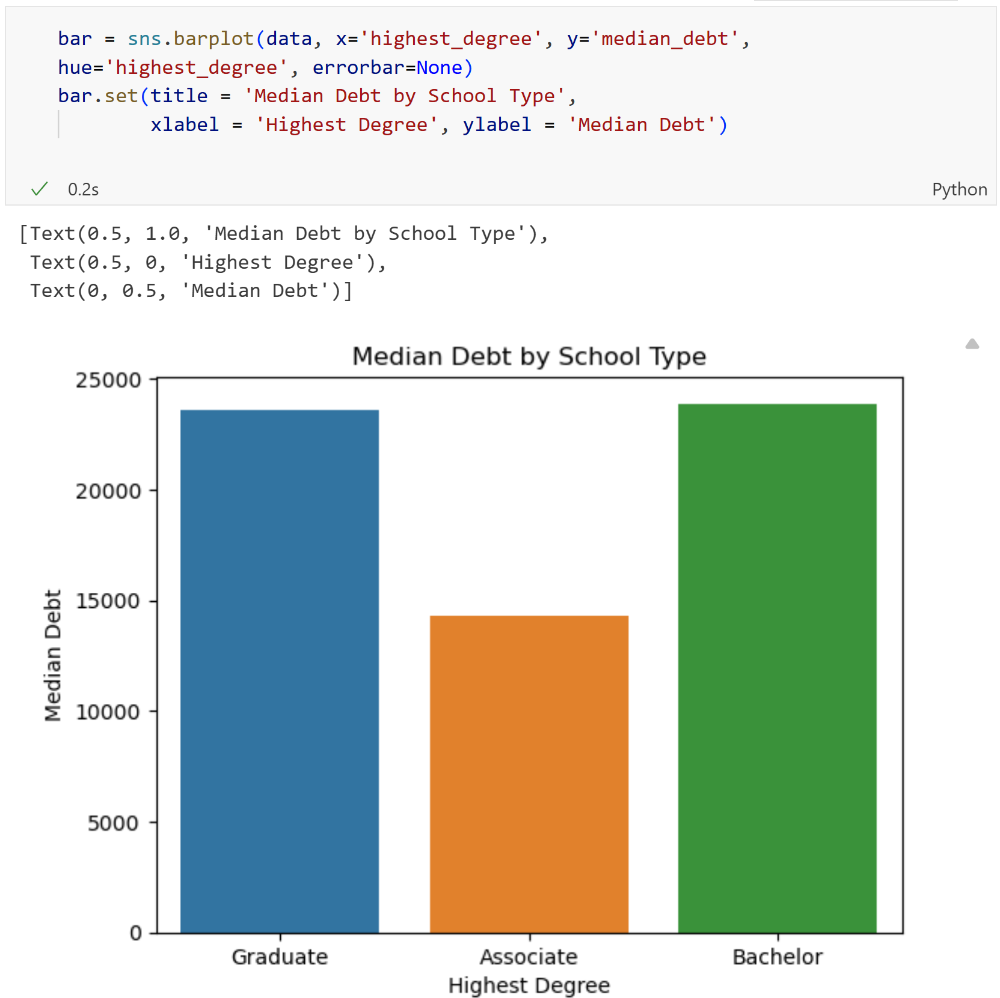 bar = sns.barplot(data, x='highest_degree', y='median_debt',
hue='highest_degree', errorbar=None)
bar.set(title = 'Median Debt by School Type',
        xlabel = 'Highest Degree', ylabel = 'Median Debt')
0.2s
Python
[Text(0.5, 1.0, 'Median Debt by School Type'),
 Text(0.5, 0, 'Highest Degree'),
 Text(0, 0.5, 'Median Debt')]
Median Debt by School Type
25000
20000
15000
10000
5000
0
Median Debt
Graduate Associate Bachelor
Highest Degree